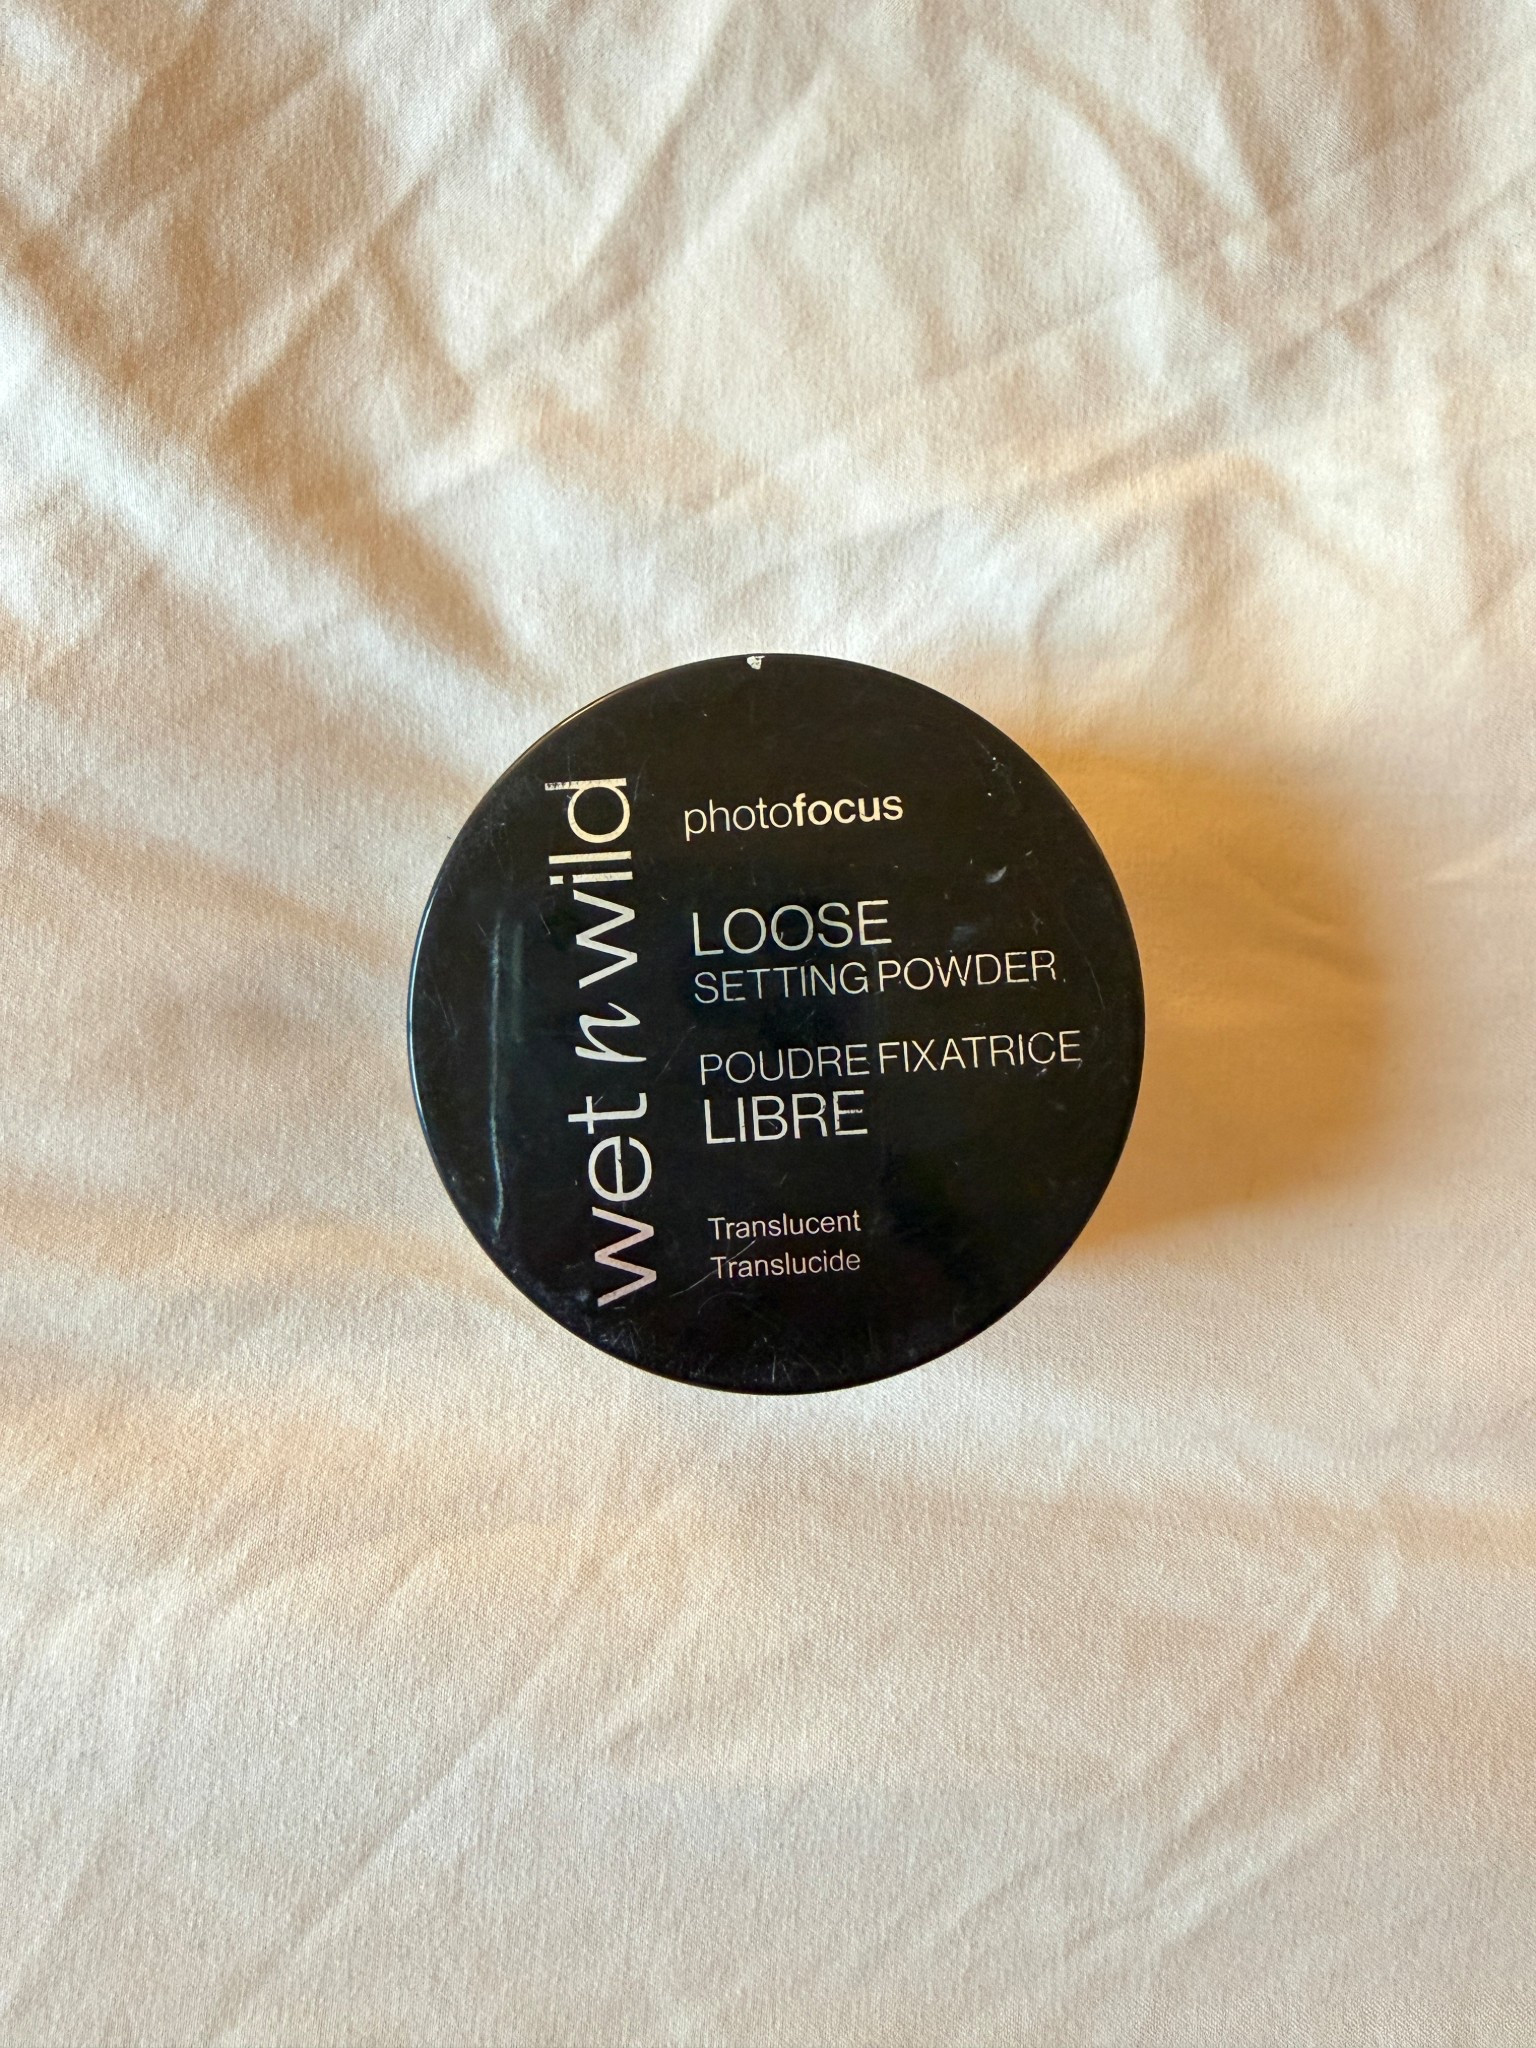 wet n wild
photofocus
LOOSE
SETTING POWDER
POUDRE FIXATRICE
LIBRE
Translucent
Translucide